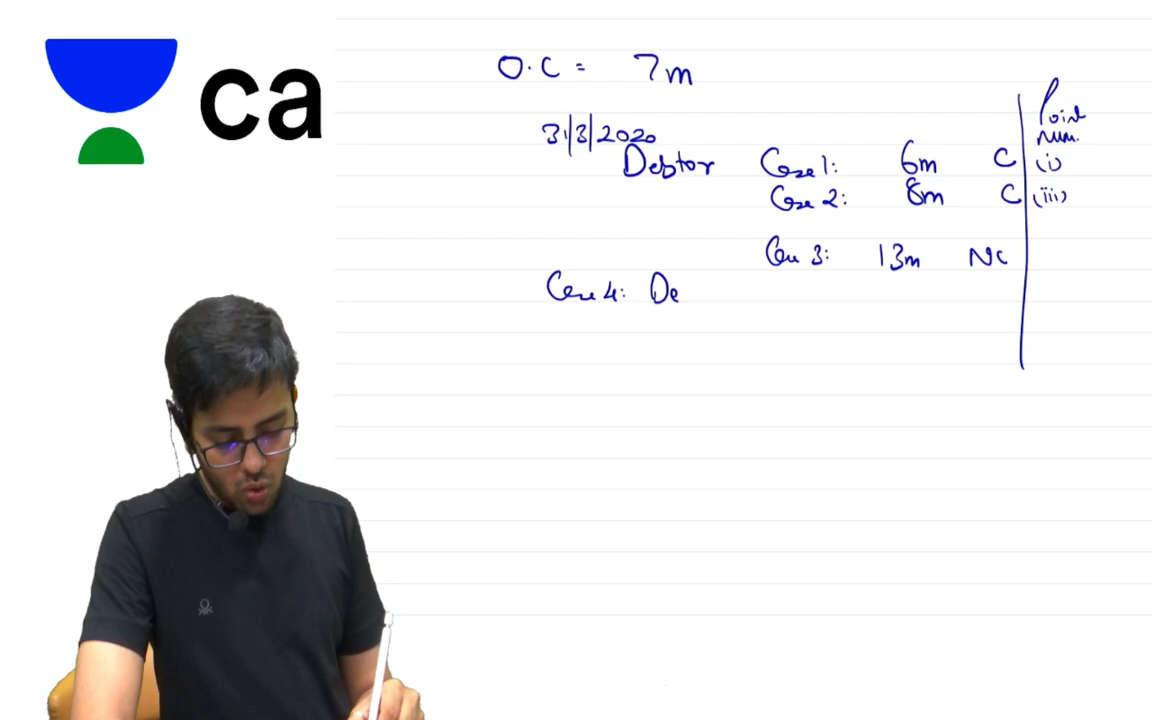 ca
O.C = 7m
31/3/2020
Debtor Case 1: 6m C
Case 2: 8m C
Case 3: 13m NC
Case 4: De
Point
num.
(i)
(iii)